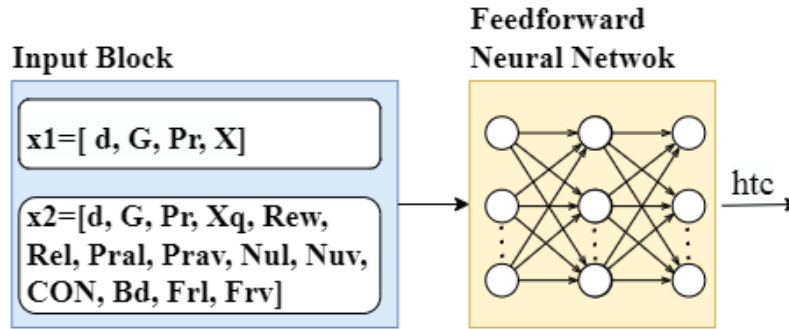 Input Block
x1=[ d, G, Pr, X]
x2=[d, G, Pr, Xq, Rew,
Rel, Pral, Prav, Nul, Nuv,
CON, Bd, Frl, Frv]
Feedforward
Neural Netwok
htc